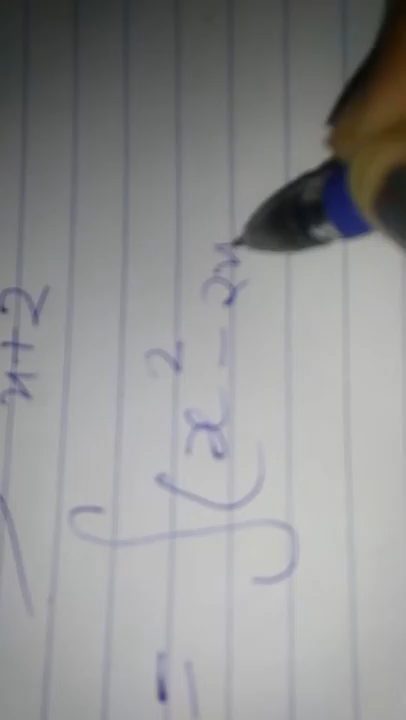 x+2
= ∫(x² - 2x